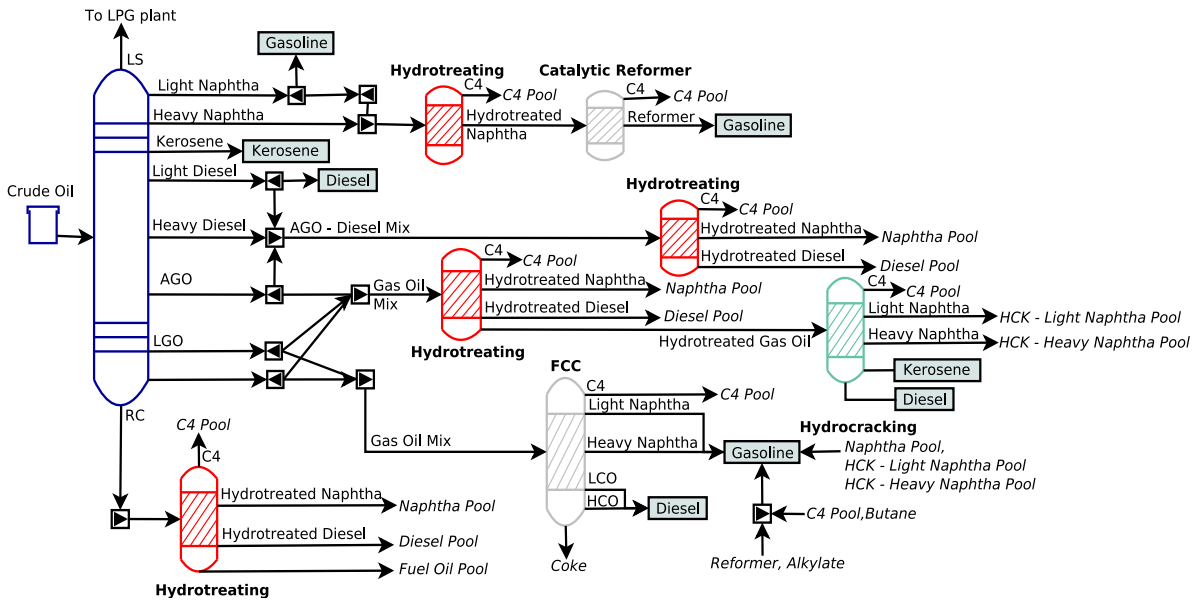 To LPG plant
LS
Gasoline
Light Naphtha
Hydrotreating
C4
C4 Pool
Catalytic Reformer
C4
C4 Pool
Heavy Naphtha
Hydrotreated
Naphtha
Reformer
Gasoline
Kerosene
Kerosene
Light Diesel
Diesel
Crude Oil
Heavy Diesel
AGO - Diesel Mix
Hydrotreating
C4
C4 Pool
Hydrotreated Naphtha
Naphtha Pool
Hydrotreated Diesel
Diesel Pool
AGO
Gas Oil
Mix
C4
C4 Pool
Hydrotreated Naphtha
Naphtha Pool
Hydrotreated Diesel
Diesel Pool
Hydrotreated Gas Oil
Hydrotreating
C4
C4 Pool
Light Naphtha
HCK - Light Naphtha Pool
Heavy Naphtha
HCK - Heavy Naphtha Pool
Kerosene
Diesel
Hydrocracking
LGO
RC
Gas Oil Mix
FCC
C4
C4 Pool
Light Naphtha
Heavy Naphtha
Gasoline
Naphtha Pool,
HCK - Light Naphtha Pool
HCK - Heavy Naphtha Pool
LCO
HCO
Diesel
C4 Pool,Butane
Reformer, Alkylate
Coke
C4 Pool
C4
Hydrotreated Naphtha
Naphtha Pool
Hydrotreated Diesel
Diesel Pool
Fuel Oil Pool
Hydrotreating